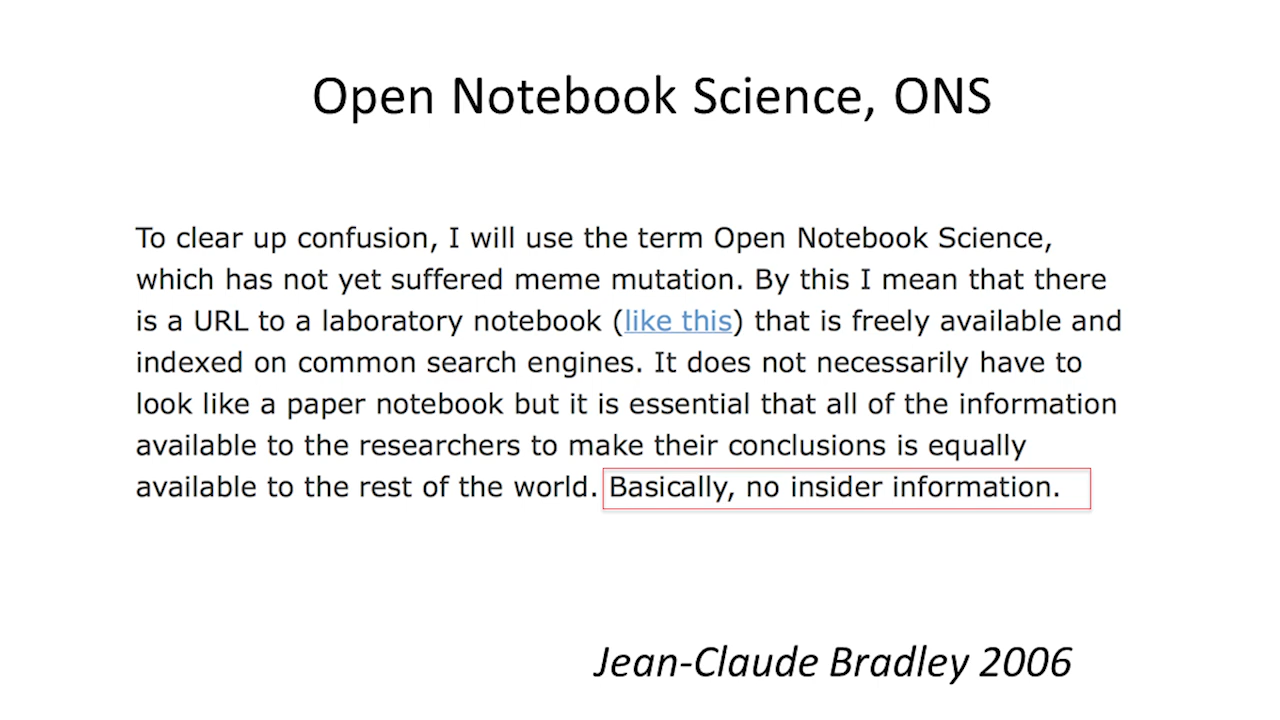 Open Notebook Science, ONS
To clear up confusion, I will use the term Open Notebook Science,
which has not yet suffered meme mutation. By this I mean that there
is a URL to a laboratory notebook (like this) that is freely available and
indexed on common search engines. It does not necessarily have to
look like a paper notebook but it is essential that all of the information
available to the researchers to make their conclusions is equally
available to the rest of the world. Basically, no insider information.
Jean-Claude Bradley 2006